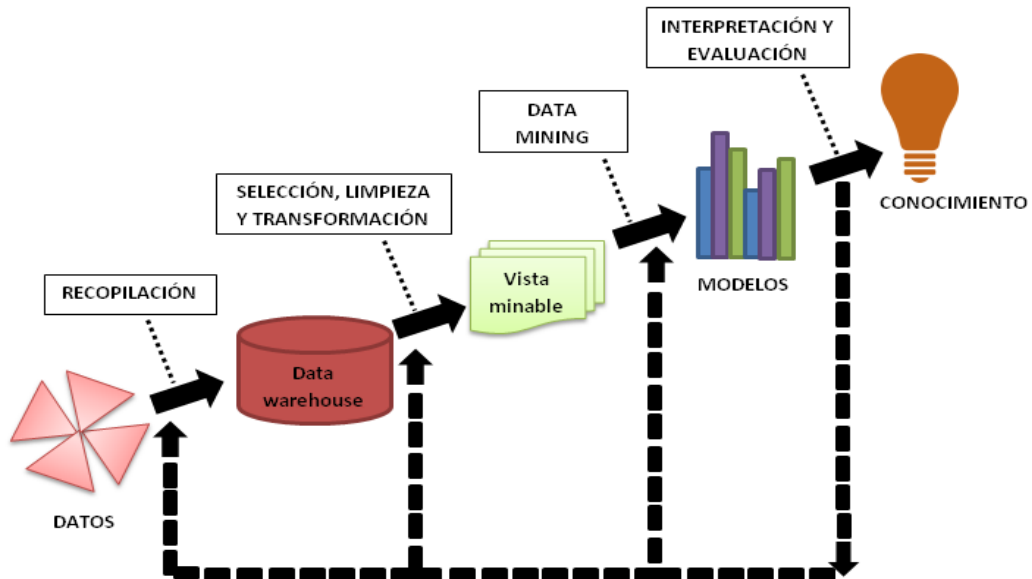 INTERPRETACIÓN Y
EVALUACIÓN
DATA
MINING
CONOCIMIENTO
SELECCIÓN, LIMPIEZA
Y TRANSFORMACIÓN
Vista
minable
MODELOS
RECOPILACIÓN
Data
warehouse
DATOS